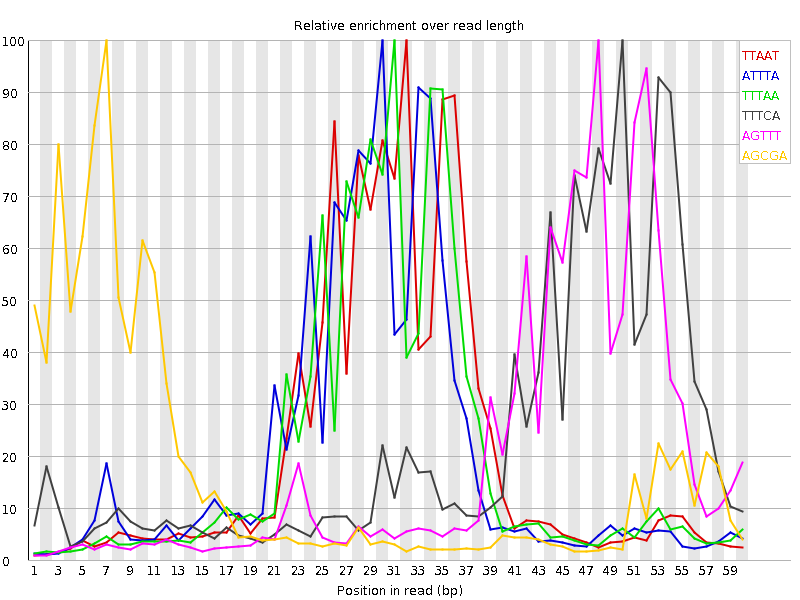 Relative enrichment over read length
100
90
80
70
60
50
40
30
20
10
0
TTAAT
ATTTA
TTTAA
TTTCA
AGTTT
AGCGA
1 3 5 7 9 11 13 15 17 19 21 23 25 27 29 31 33 35 37 39 41 43 45 47 49 51 53 55 57 59
Position in read (bp)